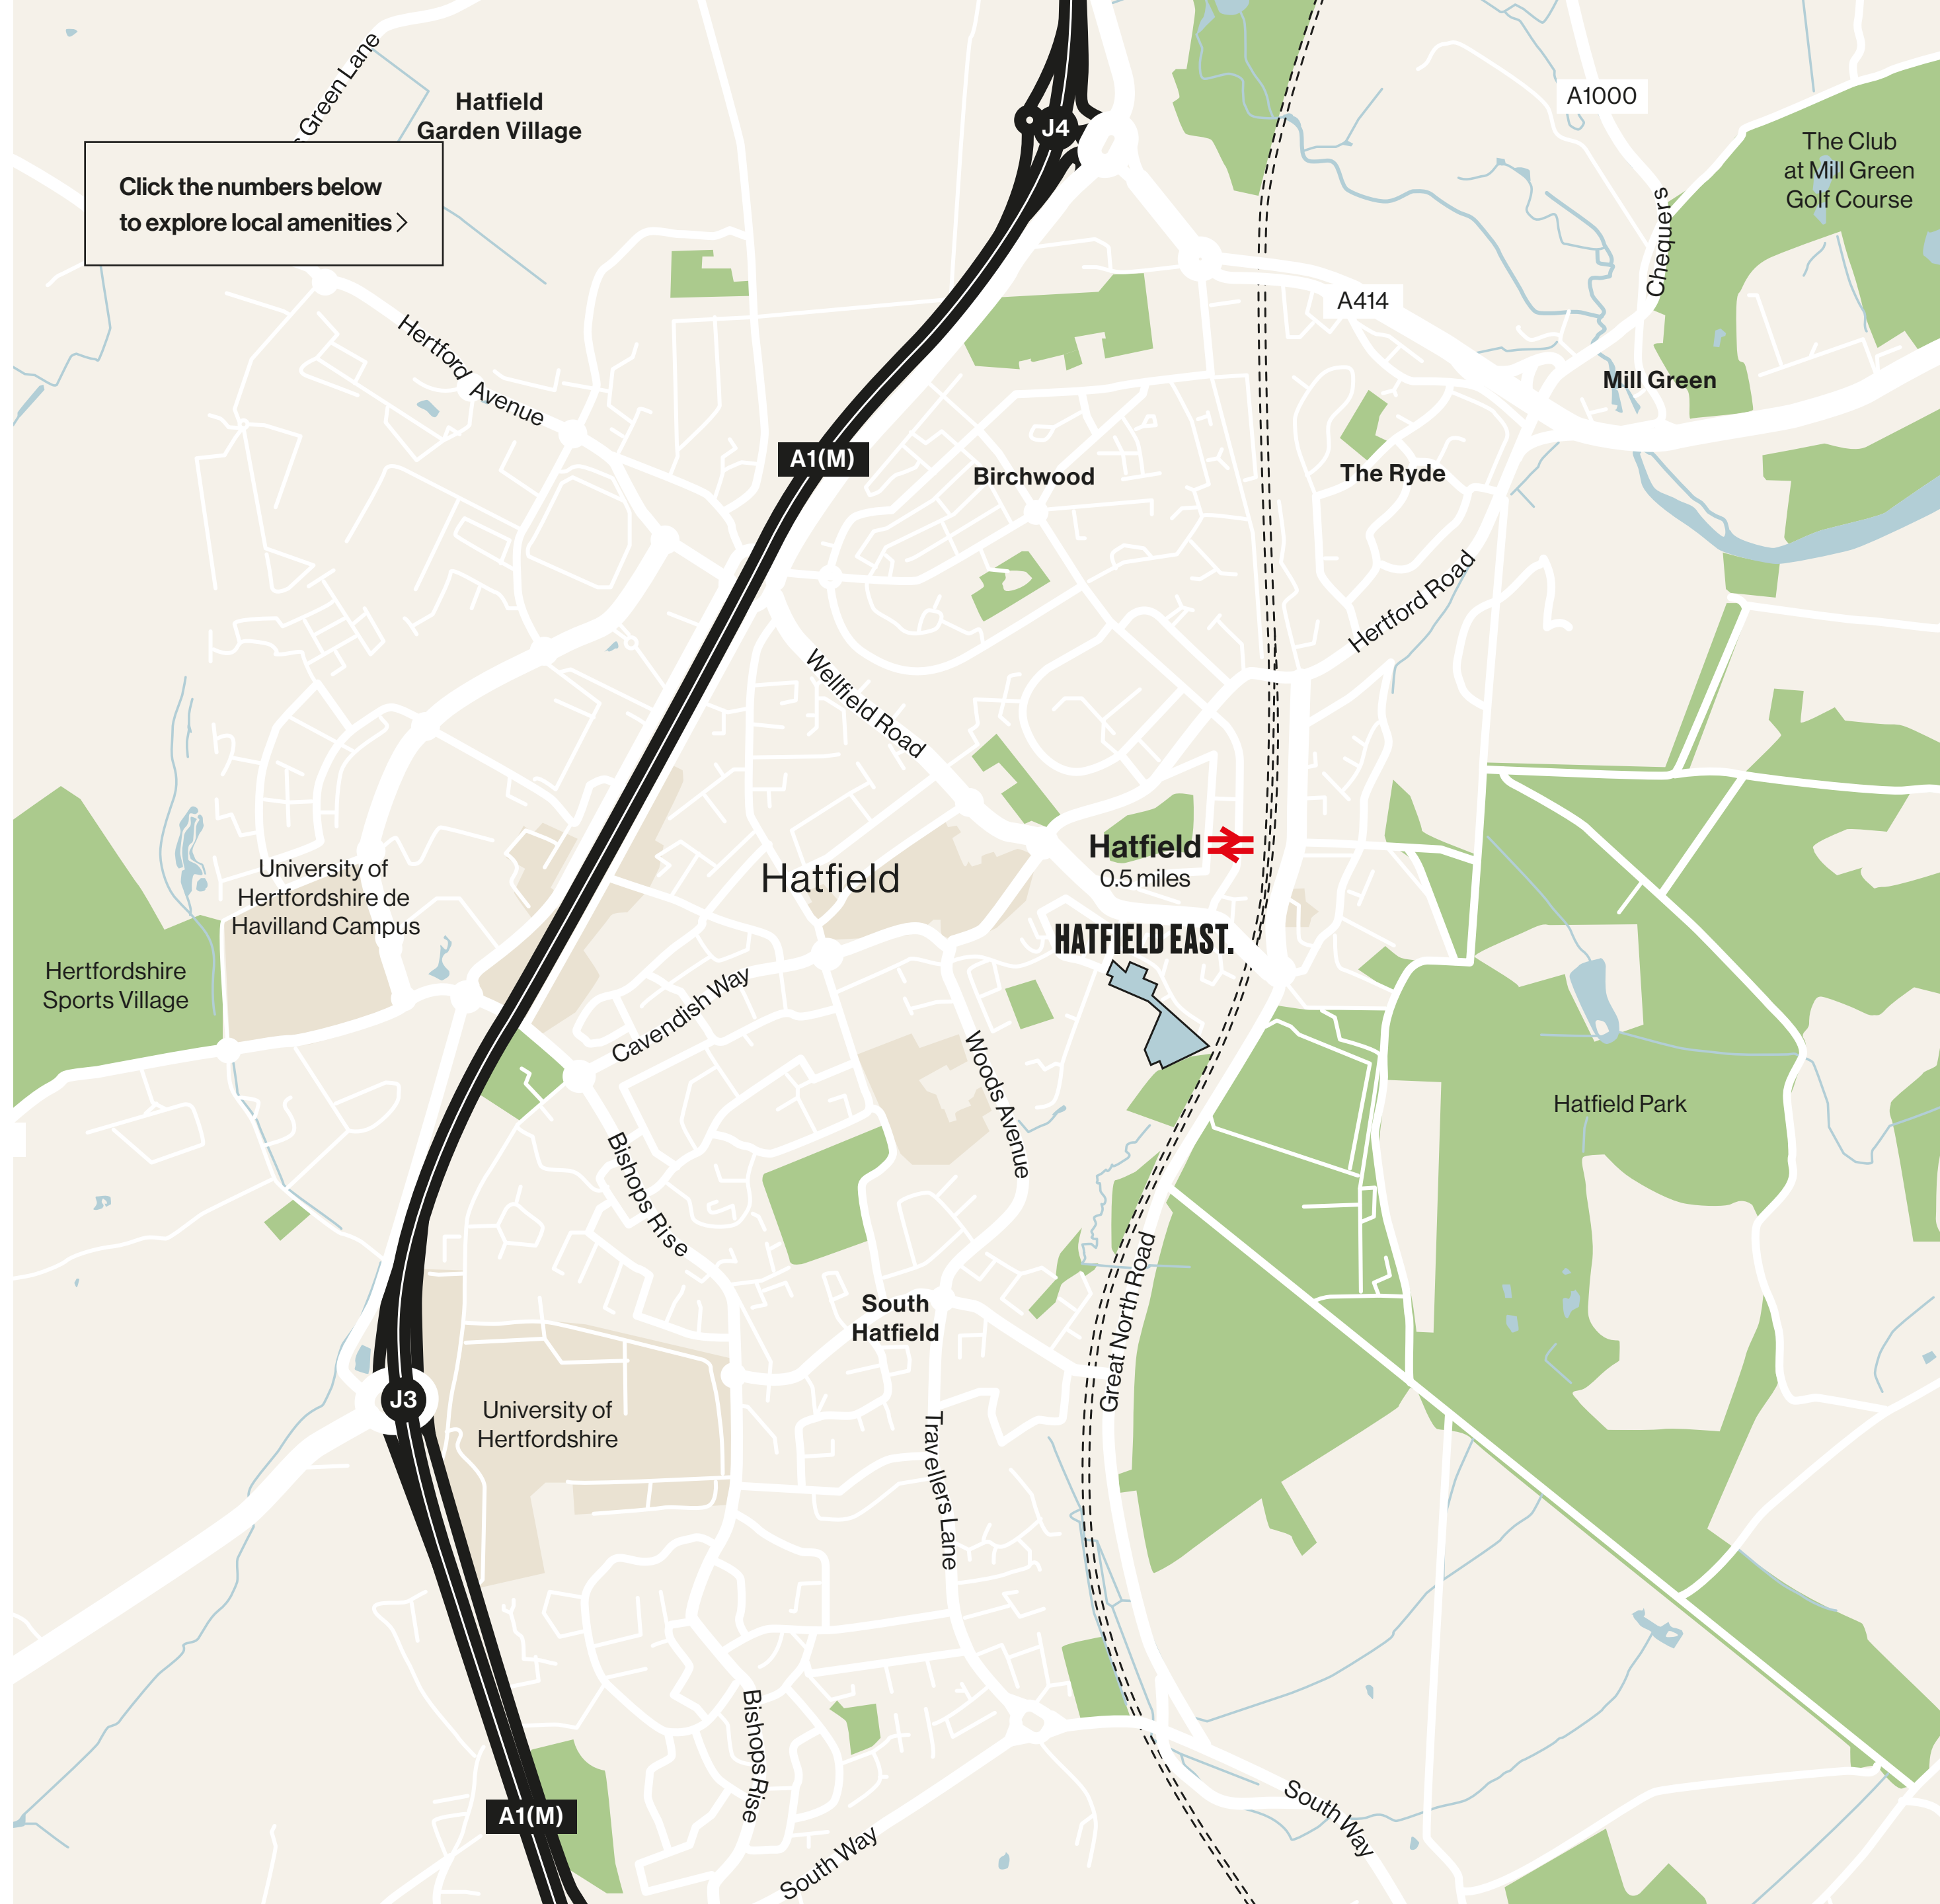 Green Lane
Hatfield
Garden Village
J4
A1000
The Club
at Mill Green
Golf Course
Click the numbers below
to explore local amenities >
Chequers
A414
Hertford Avenue
Mill Green
A1(M)
Birchwood
The Ryde
Hertford Road
Wellfield Road
Hatfield
0.5 miles
Hatfield
University of
Hertfordshire de
Havilland Campus
HATFIELD EAST.
Hertfordshire
Sports Village
Cavendish Way
Woods Avenue
Hatfield Park
Bishops Rise
Great North Road
South
Hatfield
J3
University of
Hertfordshire
Travellers Lane
Bishops Rise
A1(M)
South Way
South Way